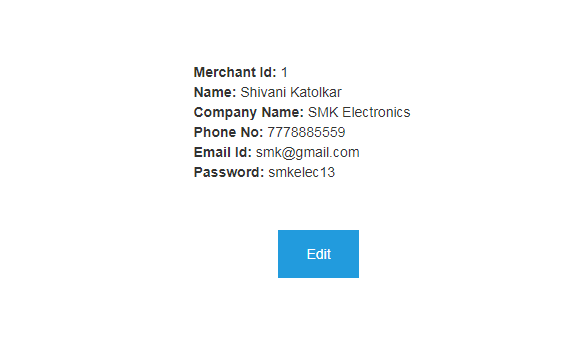 Merchant Id: 1
Name: Shivani Katolkar
Company Name: SMK Electronics
Phone No: 7778885559
Email Id: smk@gmail.com
Password: smkelec13
Edit